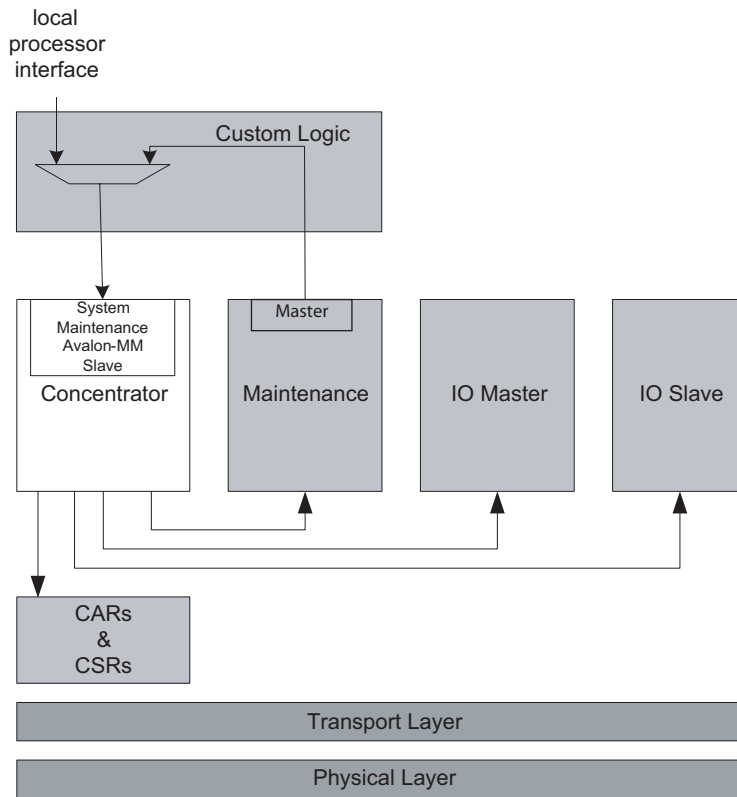 local
processor
interface
Custom Logic
System
Maintenance
Avalon-MM
Slave
Concentrator
Master
Maintenance
IO Master
IO Slave
CARs
&
CSRs
Transport Layer
Physical Layer